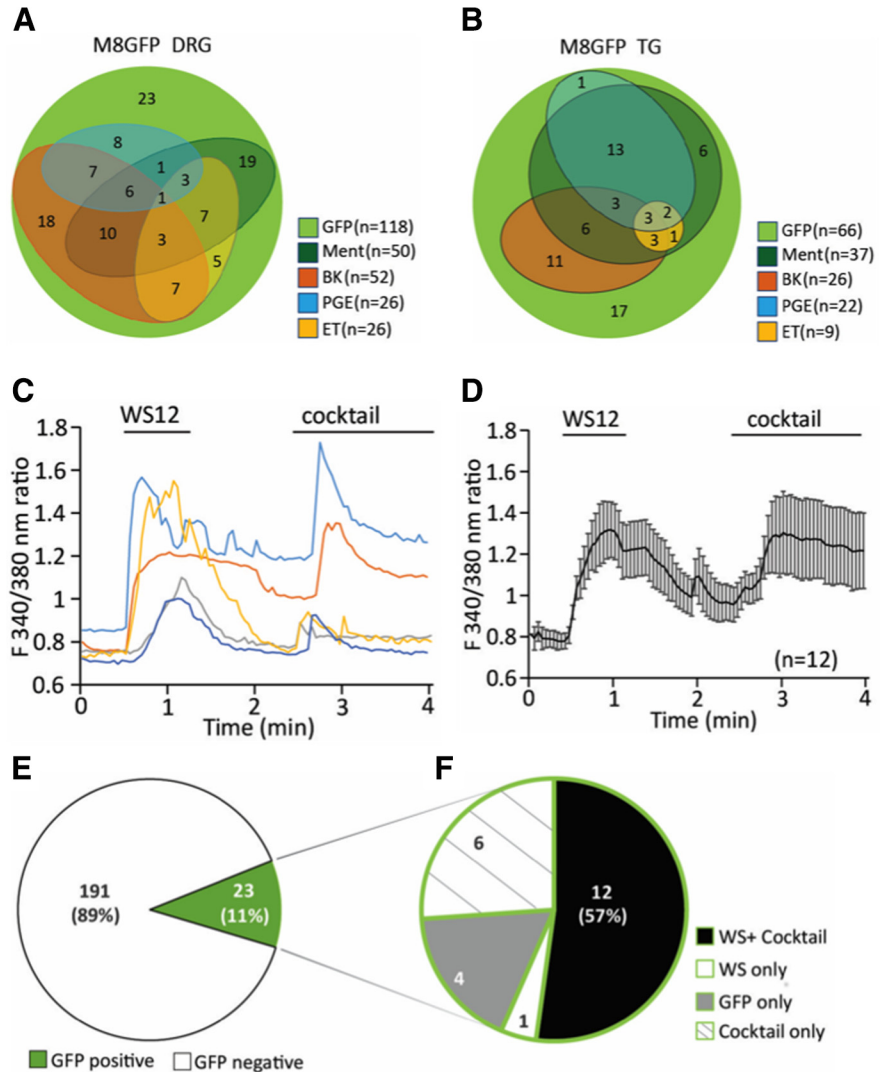 A
M8GFP DRG
23
8
19
7
1
3
6
1
18
7
10
3
5
7
GFP(n=118)
Ment(n=50)
BK(n=52)
PGE(n=26)
ET(n=26)
B
M8GFP TG
1
13
6
3
3
2
6
3
1
11
17
GFP(n=66)
Ment(n=37)
BK(n=26)
PGE(n=22)
ET(n=9)
C
WS12
cocktail
F 340/380 nm ratio
1.8
1.6
1.4
1.2
1
0.8
0.6
0
1
2
3
4
Time (min)
D
WS12
cocktail
F 340/380 nm ratio
1.8
1.6
1.4
1.2
1
0.8
0.6
(n=12)
0
1
2
3
4
Time (min)
E
191
(89%)
23
(11%)
GFP positive
GFP negative
F
6
12
(57%)
4
1
WS+ Cocktail
WS only
GFP only
Cocktail only